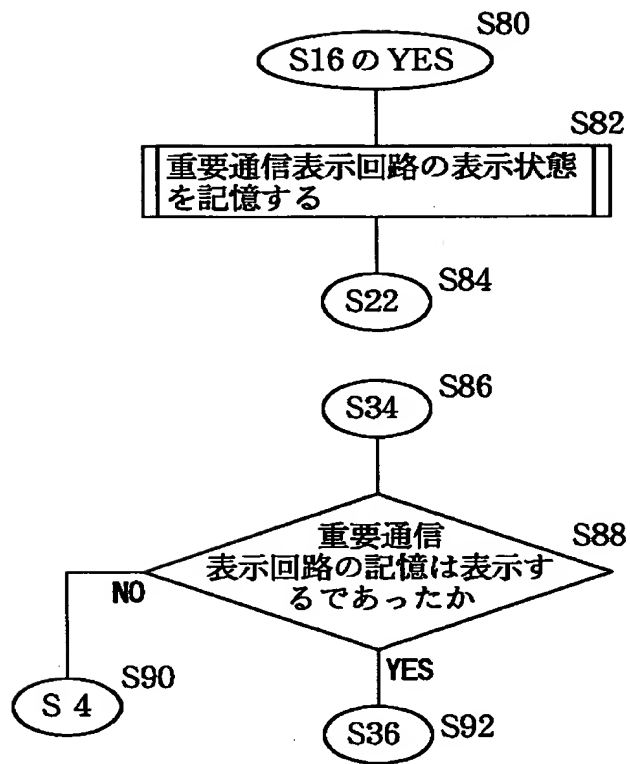 S80
S16 の YES
S82
重要通信表示回路の表示状態
を記憶する
S22
S84
S34
S86
重要通信
表示回路の記憶は表示す
るであったか
S88
NO
YES
S 4
S90
S36
S92